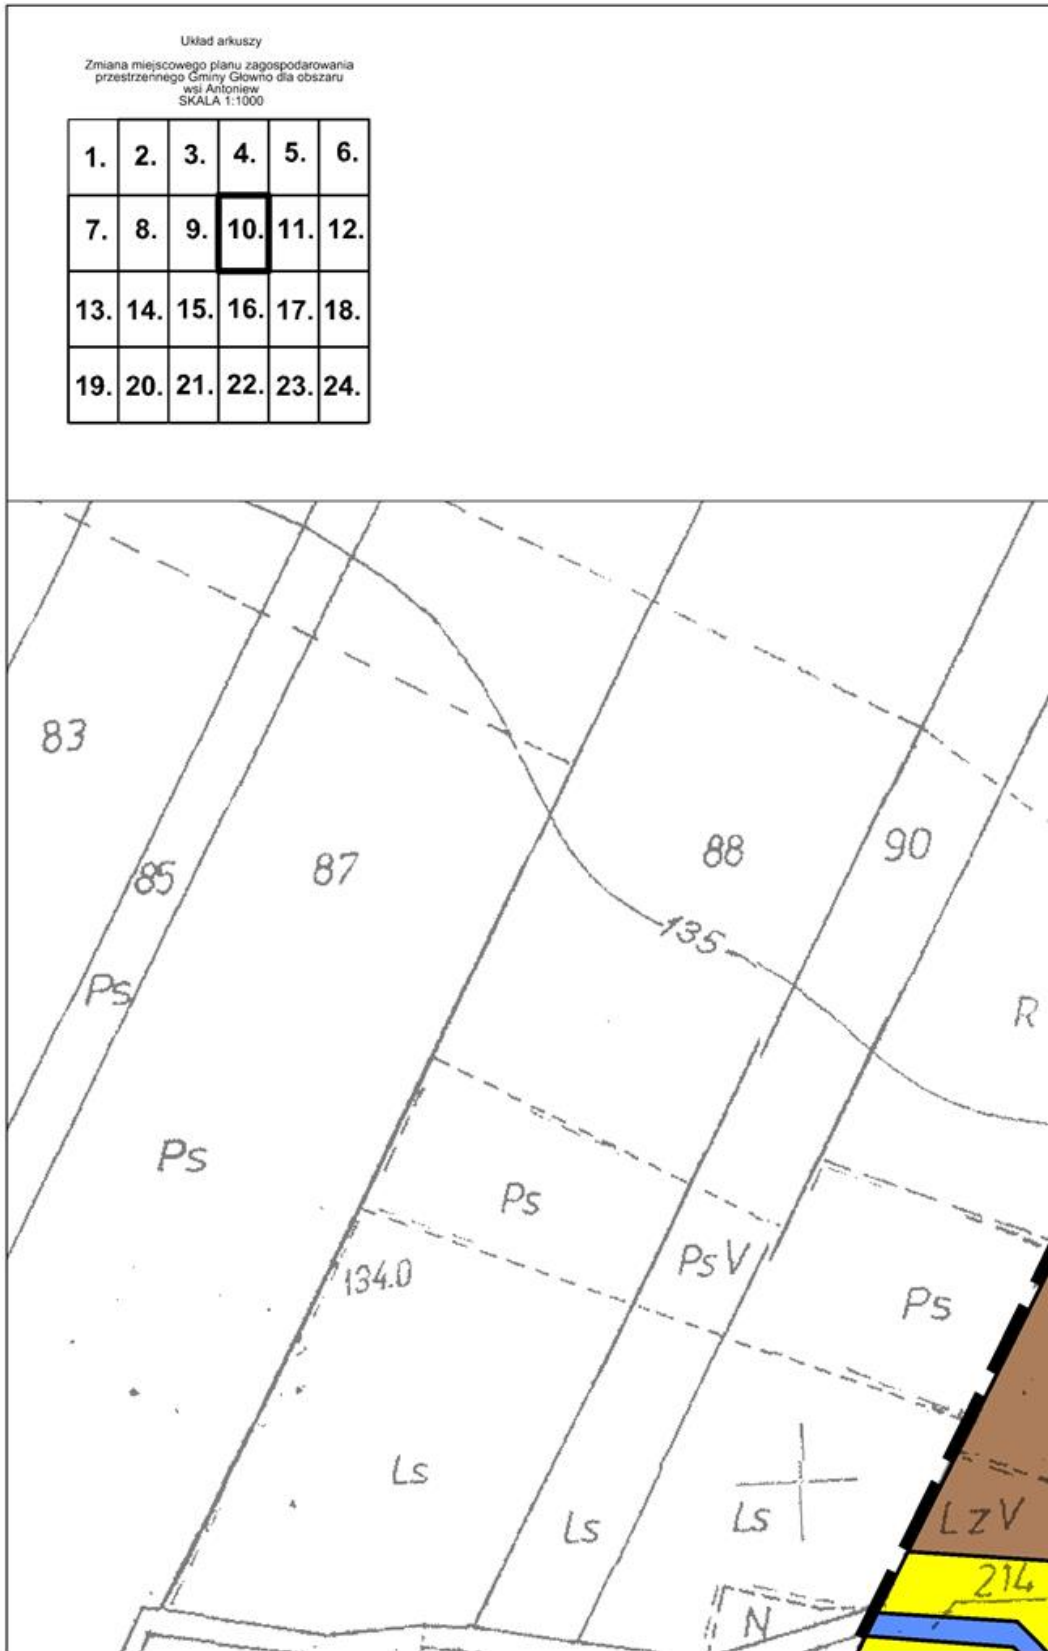 Układ arkuszy
Zmiana miejscowego planu zagospodarowania
przestrzennego Gminy Głowno dla obszaru
wsi Antoniew
SKALA 1:1000
1. 2. 3. 4. 5. 6.
7. 8. 9. 10. 11. 12.
13. 14. 15. 16. 17. 18.
19. 20. 21. 22. 23. 24.
83
85
87
88
90
135
Ps
R
Ps
Ps
PsV
134.0
Ps
Ls
Ls
Ls
LzV
214
N